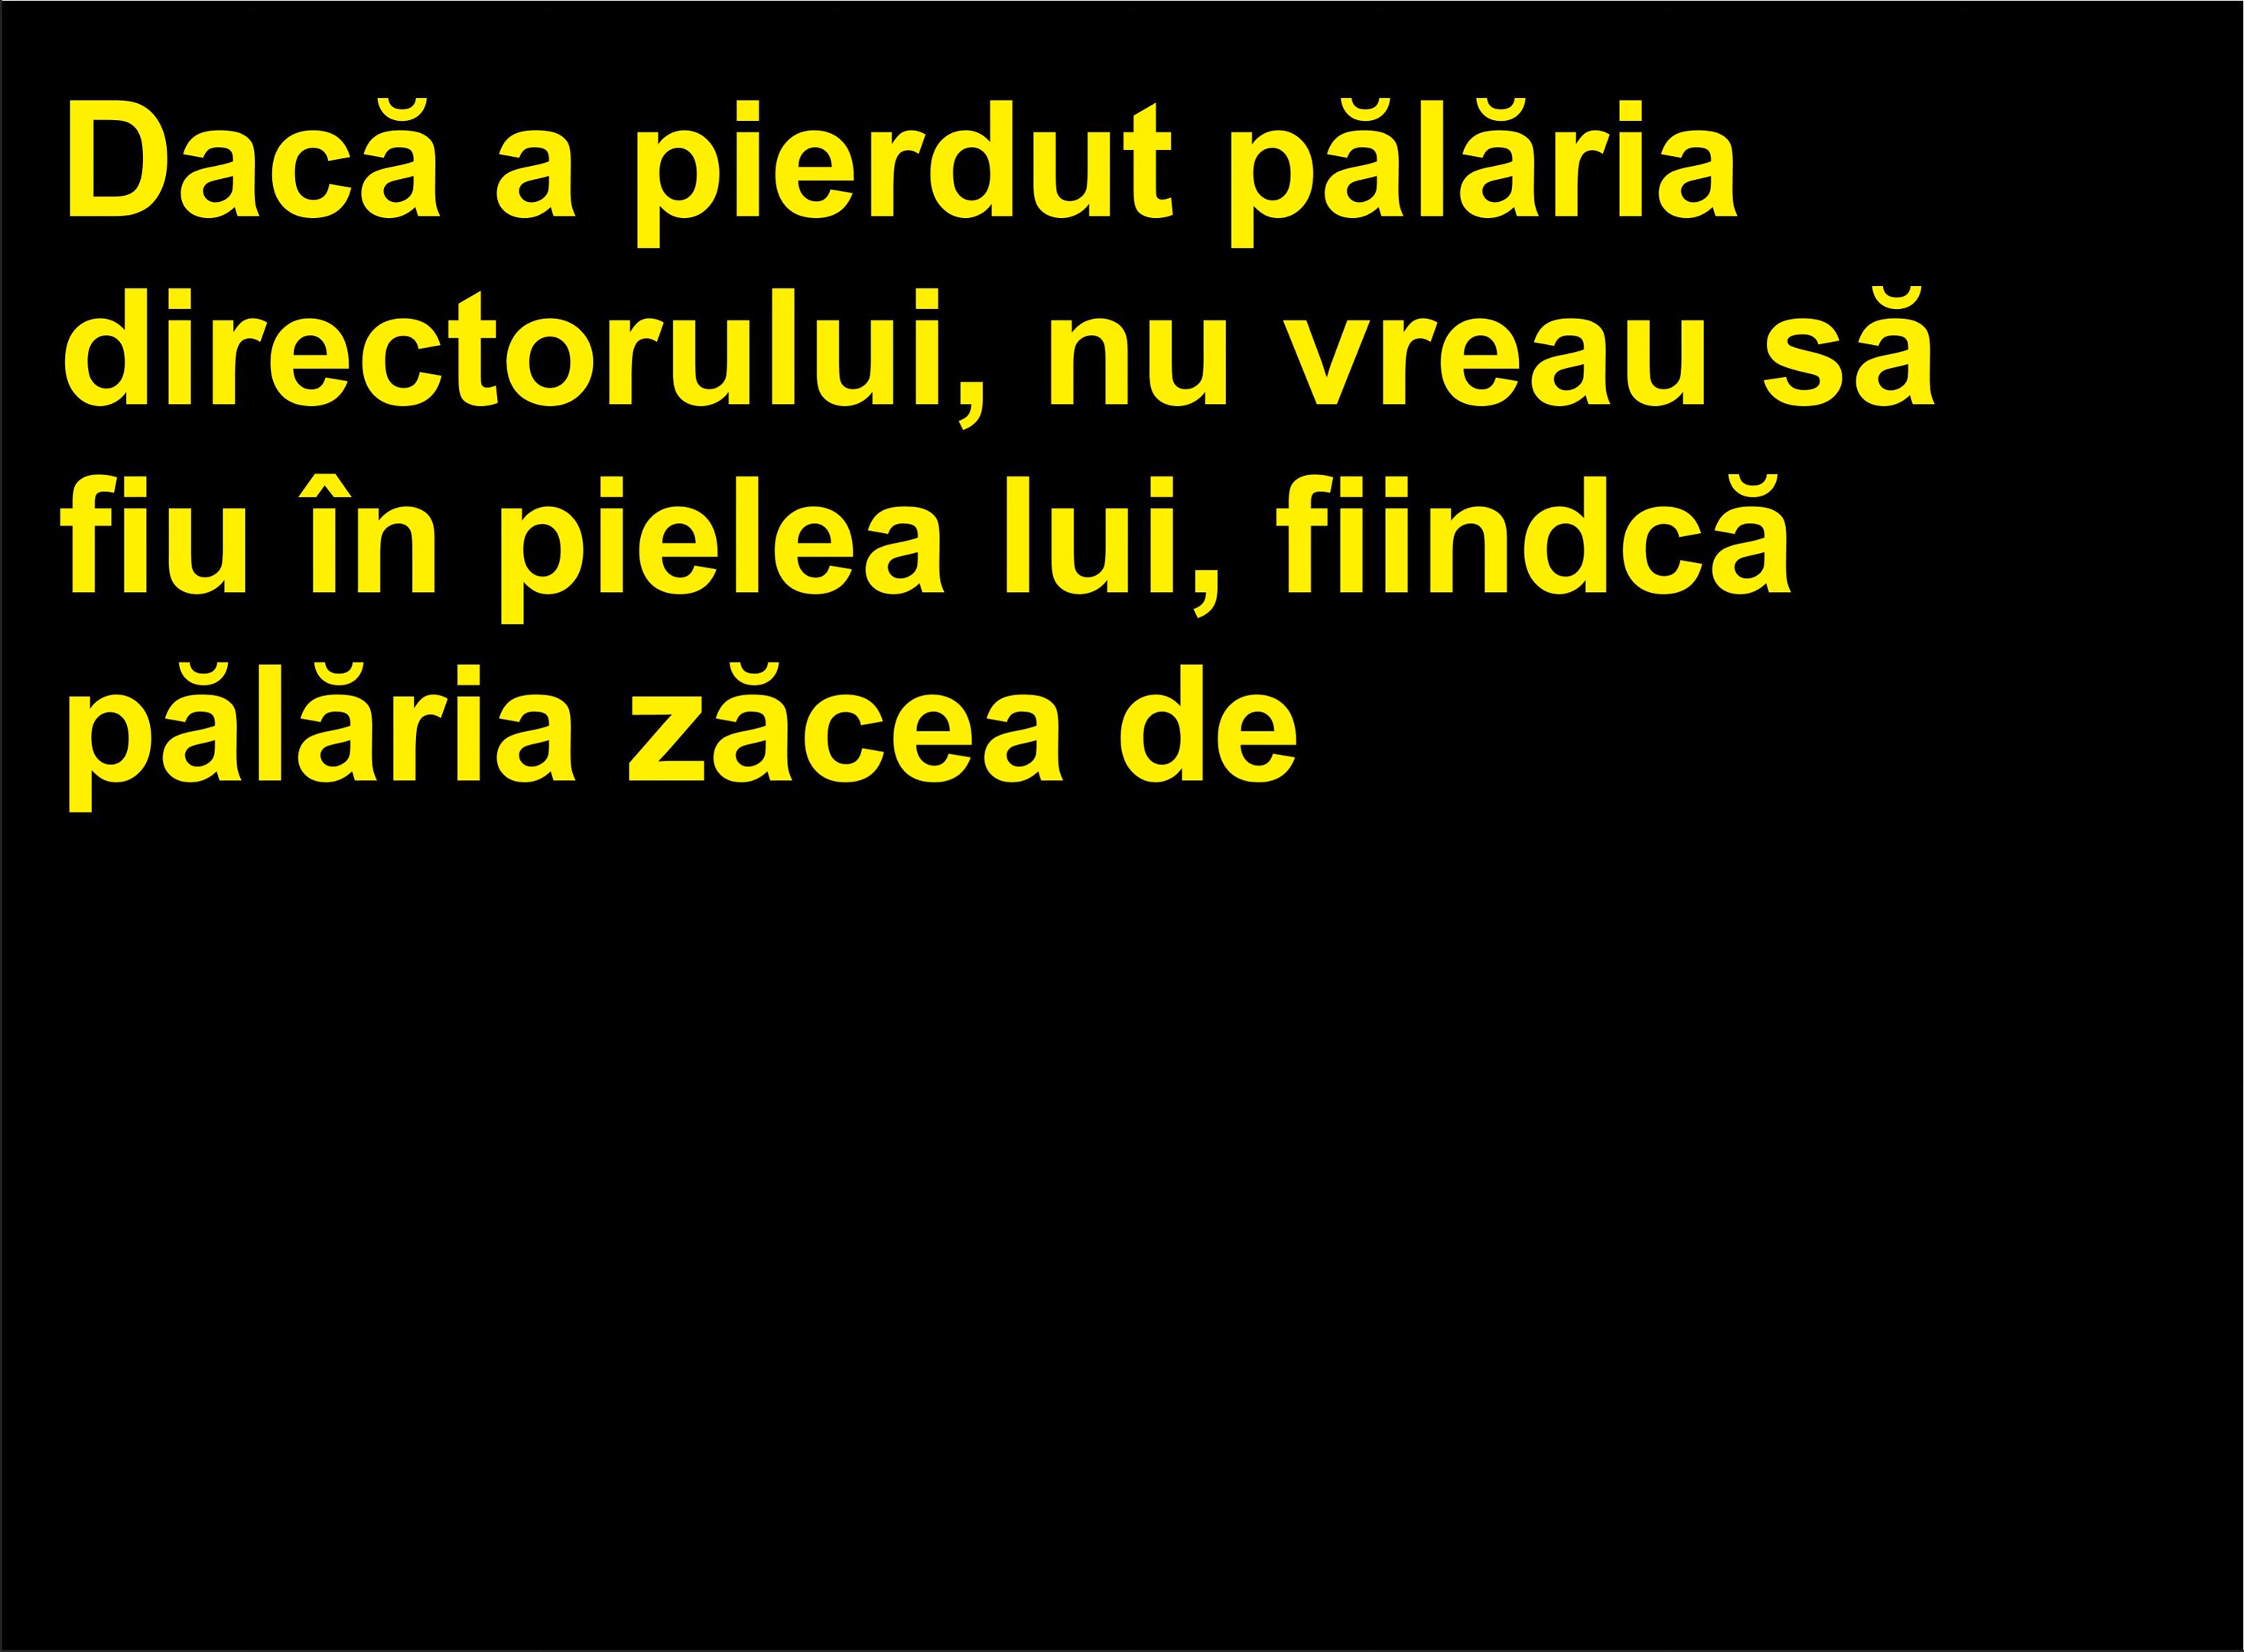 Dacă a pierdut pălăria
directorului, nu vreau să
fiu în pielea lui, fiindcă
pălăria zăcea de